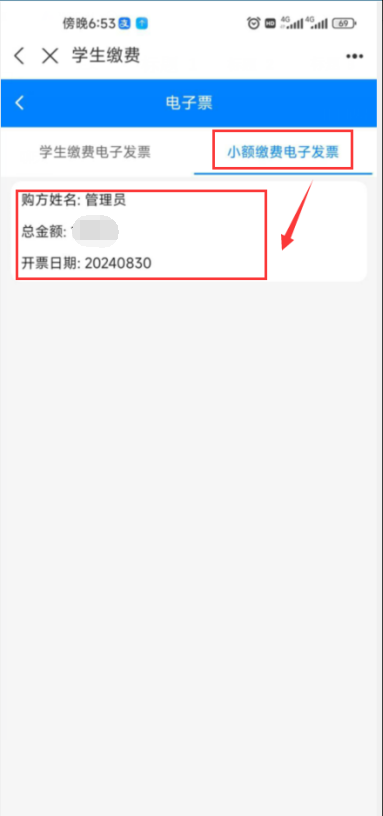 傍晚6:53
HD 4G 4G 69
学生缴费
电子票
学生缴费电子发票
小额缴费电子发票
购方姓名: 管理员
总金额:
开票日期: 20240830